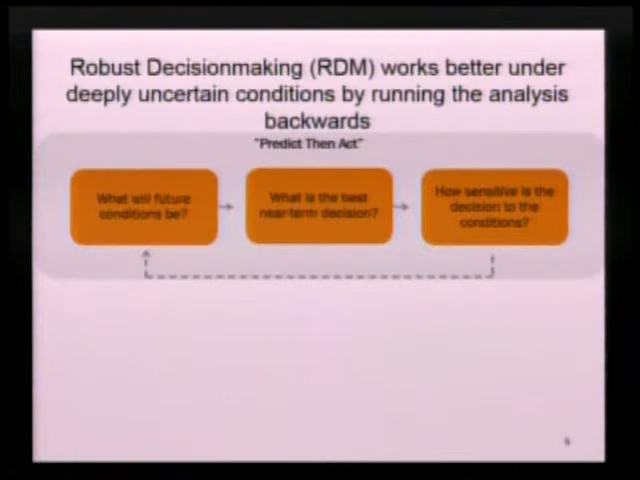 Robust Decisionmaking (RDM) works better under
deeply uncertain conditions by running the analysis
backwards
"Predict Then Act"
What will future
conditions be?
What is the best
near-term decision?
How sensitive is the
decision to the
conditions?